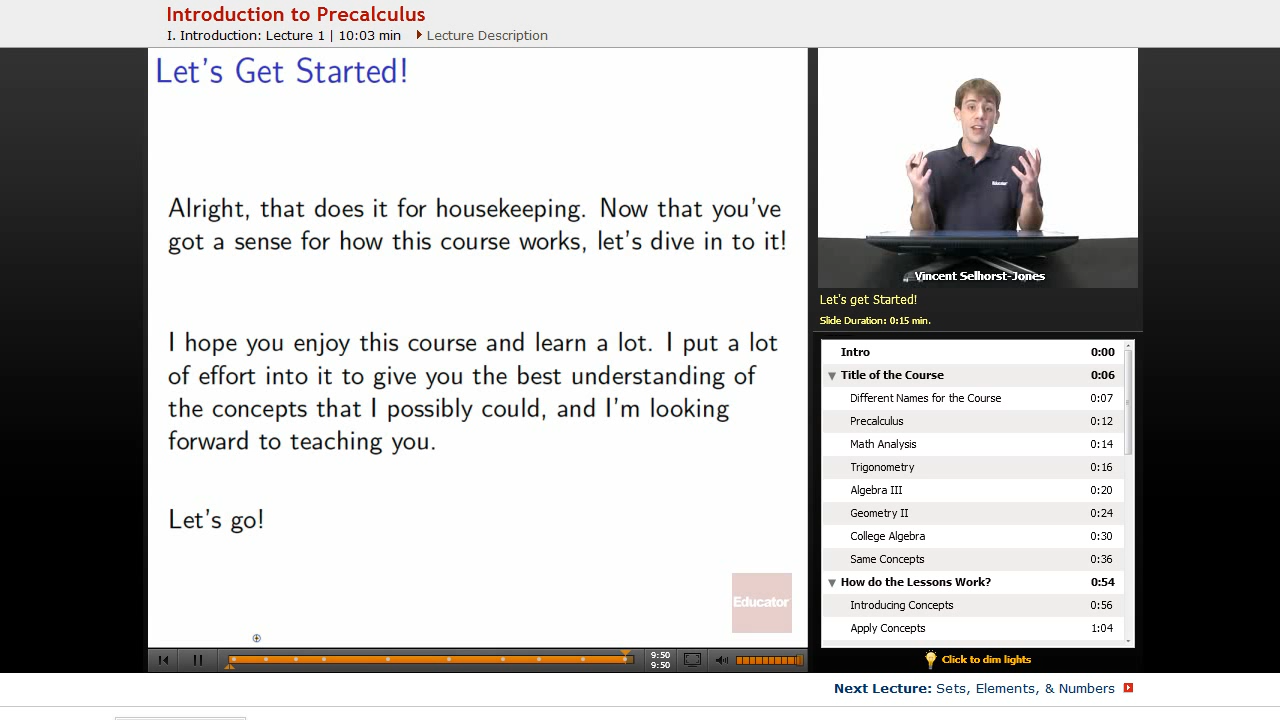 Introduction to Precalculus
I. Introduction: Lecture 1 | 10:03 min Lecture Description
Let's Get Started!
Alright, that does it for housekeeping. Now that you've
got a sense for how this course works, let's dive in to it!
I hope you enjoy this course and learn a lot. I put a lot
of effort into it to give you the best understanding of
the concepts that I possibly could, and I'm looking
forward to teaching you.
Let's go!
Educator
9:50
9:50
Vincent Selhorst-Jones
Let's get Started!
Slide Duration: 0:15 min.
Intro 0:00
Title of the Course 0:06
Different Names for the Course 0:07
Precalculus 0:12
Math Analysis 0:14
Trigonometry 0:16
Algebra III 0:20
Geometry II 0:24
College Algebra 0:30
Same Concepts 0:36
How do the Lessons Work? 0:54
Introducing Concepts 0:56
Apply Concepts 1:04
Click to dim lights
Next Lecture: Sets, Elements, & Numbers